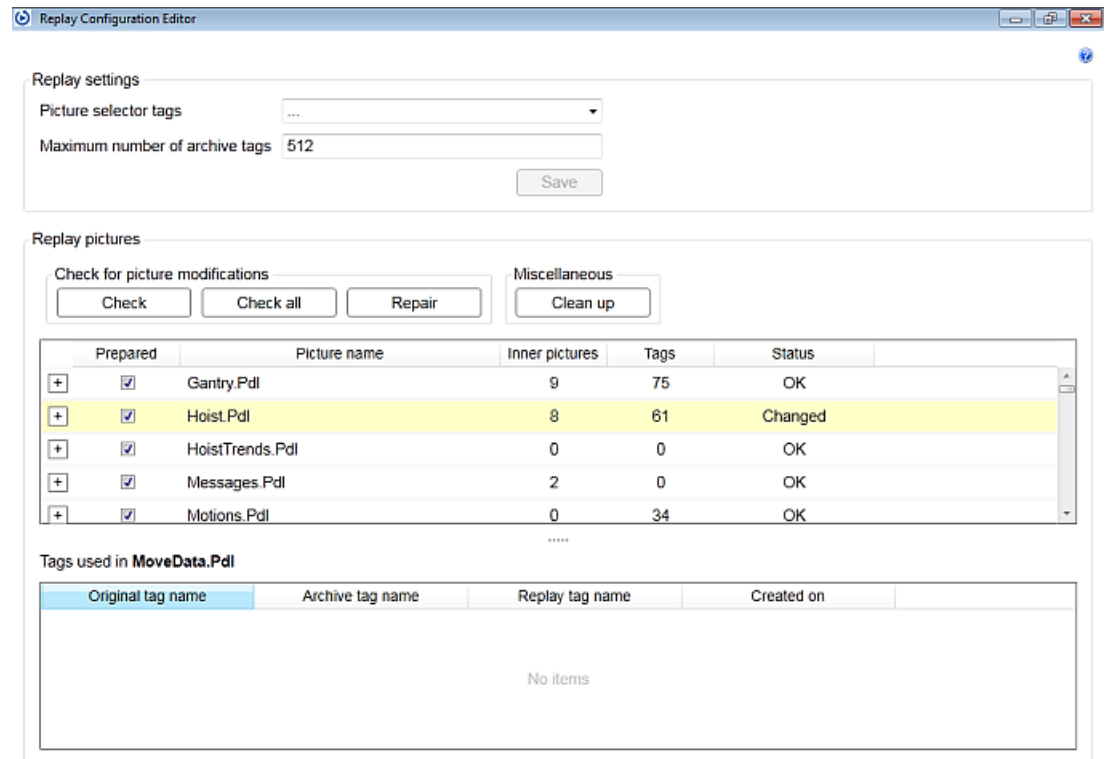 Replay Configuration Editor
Replay settings
Picture selector tags ...
Maximum number of archive tags 512
Save
Replay pictures
Check for picture modifications Miscellaneous
Check Check all Repair Clean up
Prepared Picture name Inner pictures Tags Status
+ Gantry.Pdl 9 75 OK
+ Hoist.Pdl 8 61 Changed
+ HoistTrends.Pdl 0 0 OK
+ Messages.Pdl 2 0 OK
+ Motions.Pdl 0 34 OK
Tags used in MoveData.Pdl
Original tag name Archive tag name Replay tag name Created on
No items